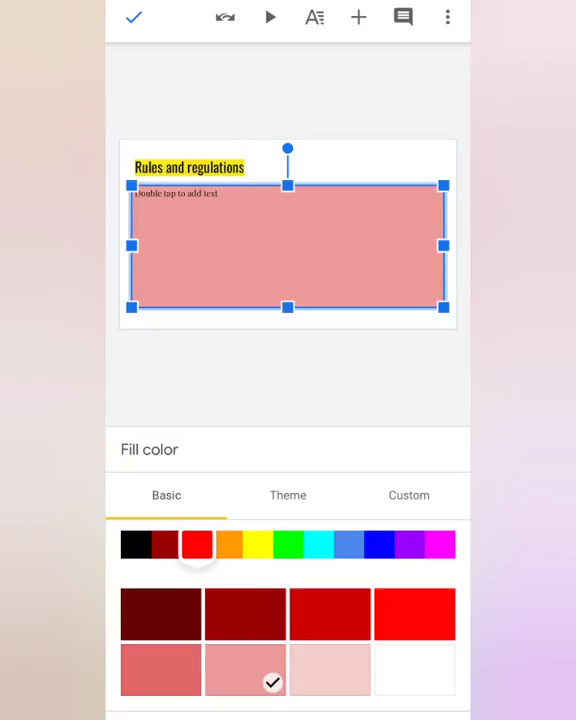 Rules and regulations
Double tap to add text
Fill color
Basic
Theme
Custom